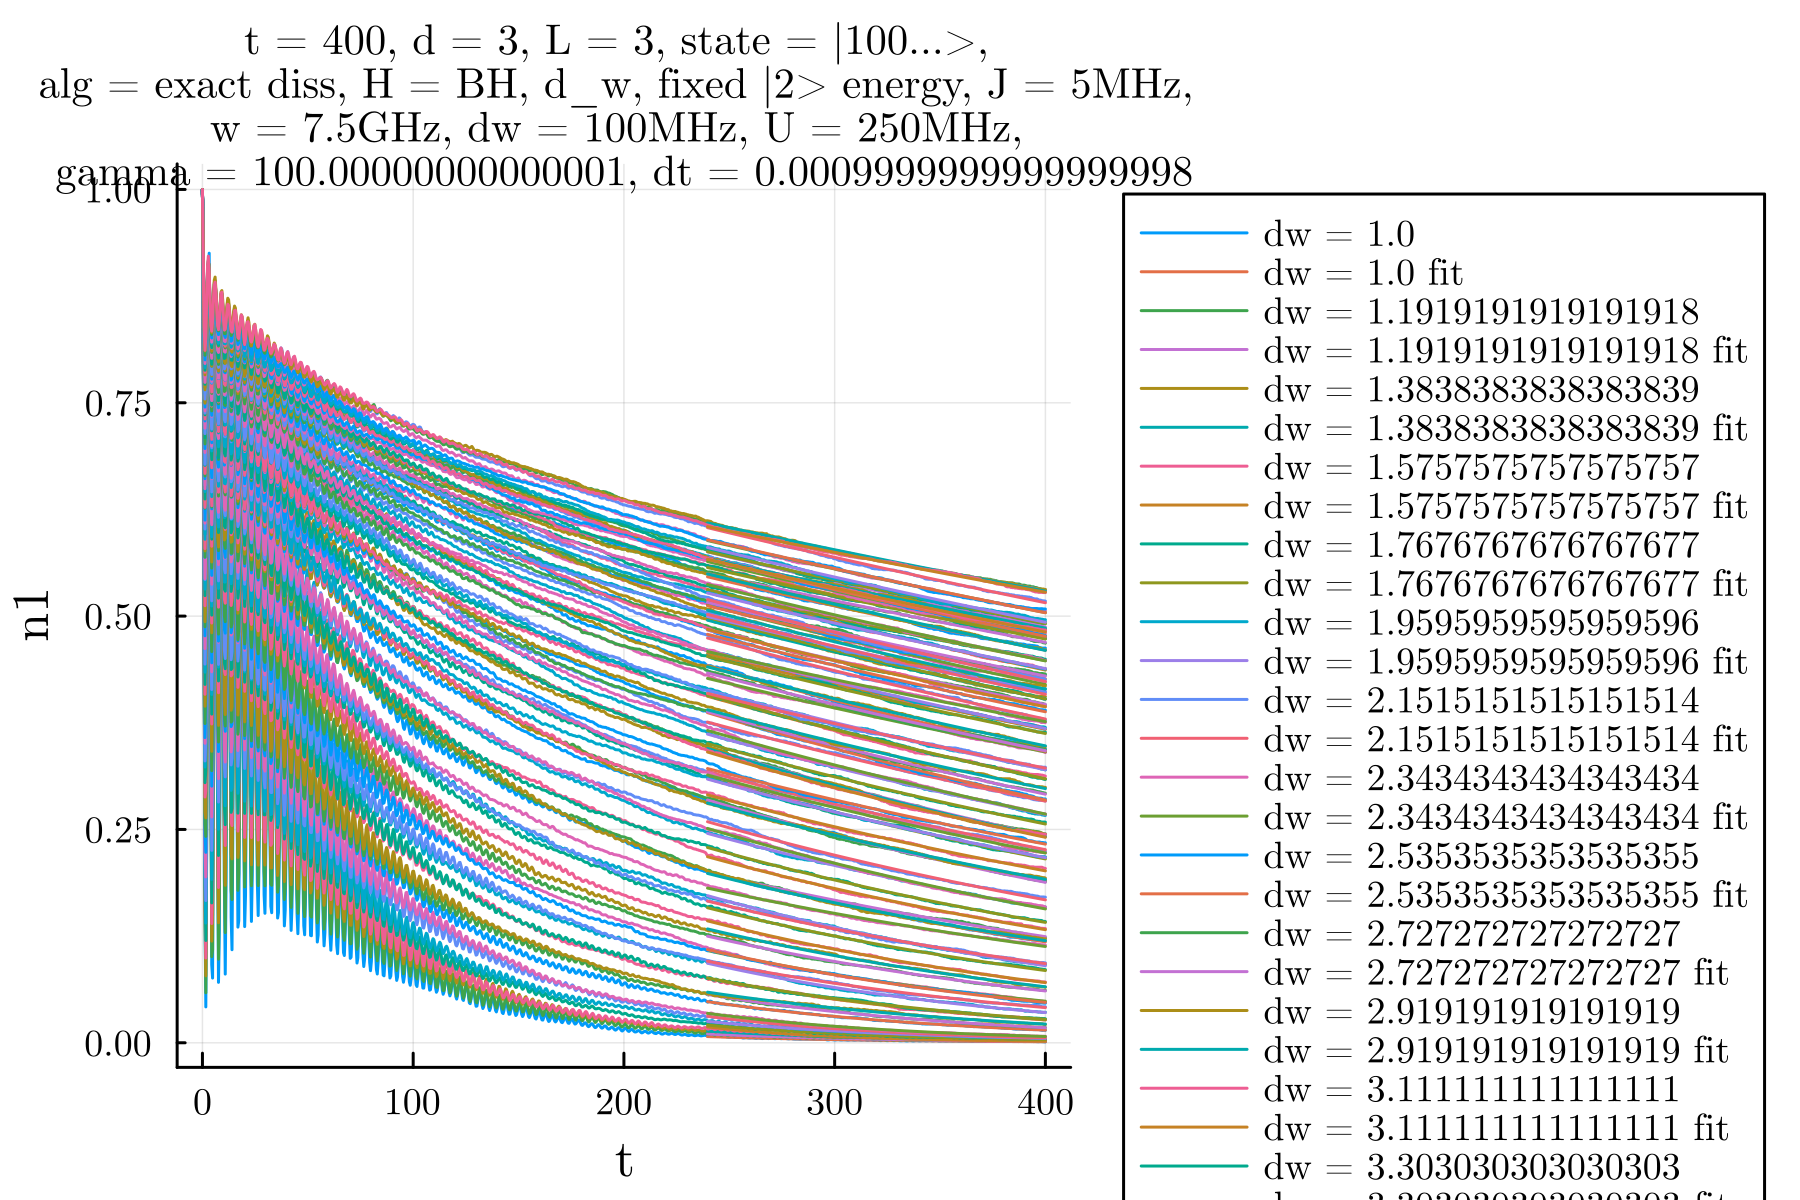 t = 400, d = 3, L = 3, state = |100...>,
alg = exact diss, H = BH, d_w, fixed |2> energy, J = 5MHz,
w = 7.5GHz, dw = 100MHz, U = 250MHz,
gamma = 100.00000000000001, dt = 0.0009999999999999998
1.00
0.75
0.50
0.25
0.00
n1
0
100
200
300
400
t
dw = 1.0
dw = 1.0 fit
dw = 1.1919191919191918
dw = 1.1919191919191918 fit
dw = 1.3838383838383839
dw = 1.3838383838383839 fit
dw = 1.5757575757575757
dw = 1.5757575757575757 fit
dw = 1.7676767676767677
dw = 1.7676767676767677 fit
dw = 1.9595959595959596
dw = 1.9595959595959596 fit
dw = 2.1515151515151514
dw = 2.1515151515151514 fit
dw = 2.3434343434343434
dw = 2.3434343434343434 fit
dw = 2.5353535353535355
dw = 2.5353535353535355 fit
dw = 2.727272727272727
dw = 2.727272727272727 fit
dw = 2.919191919191919
dw = 2.919191919191919 fit
dw = 3.111111111111111
dw = 3.111111111111111 fit
dw = 3.303030303030303